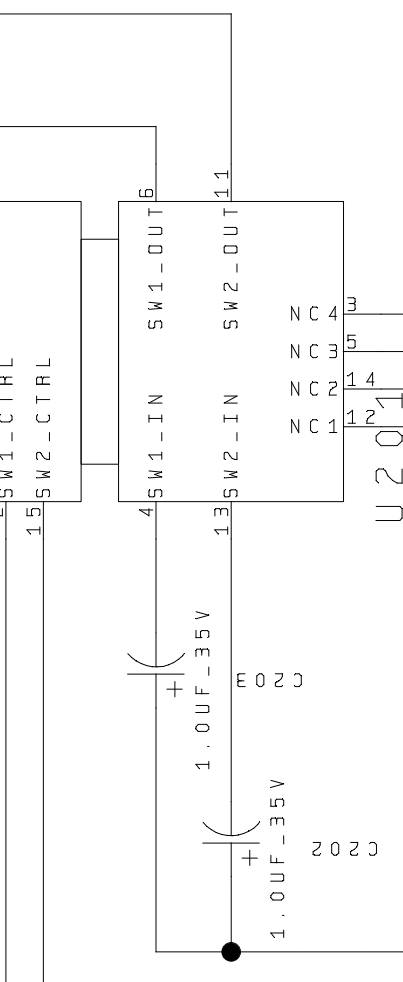 6
11
SW1_OUT
SW2_OUT
NC4
3
NC3
5
NC2
14
NC1
12
SW1_CTRL
SW2_CTRL
SW1_IN
SW2_IN
15
4
13
U201
1.0UF_35V
C203
1.0UF_35V
C202